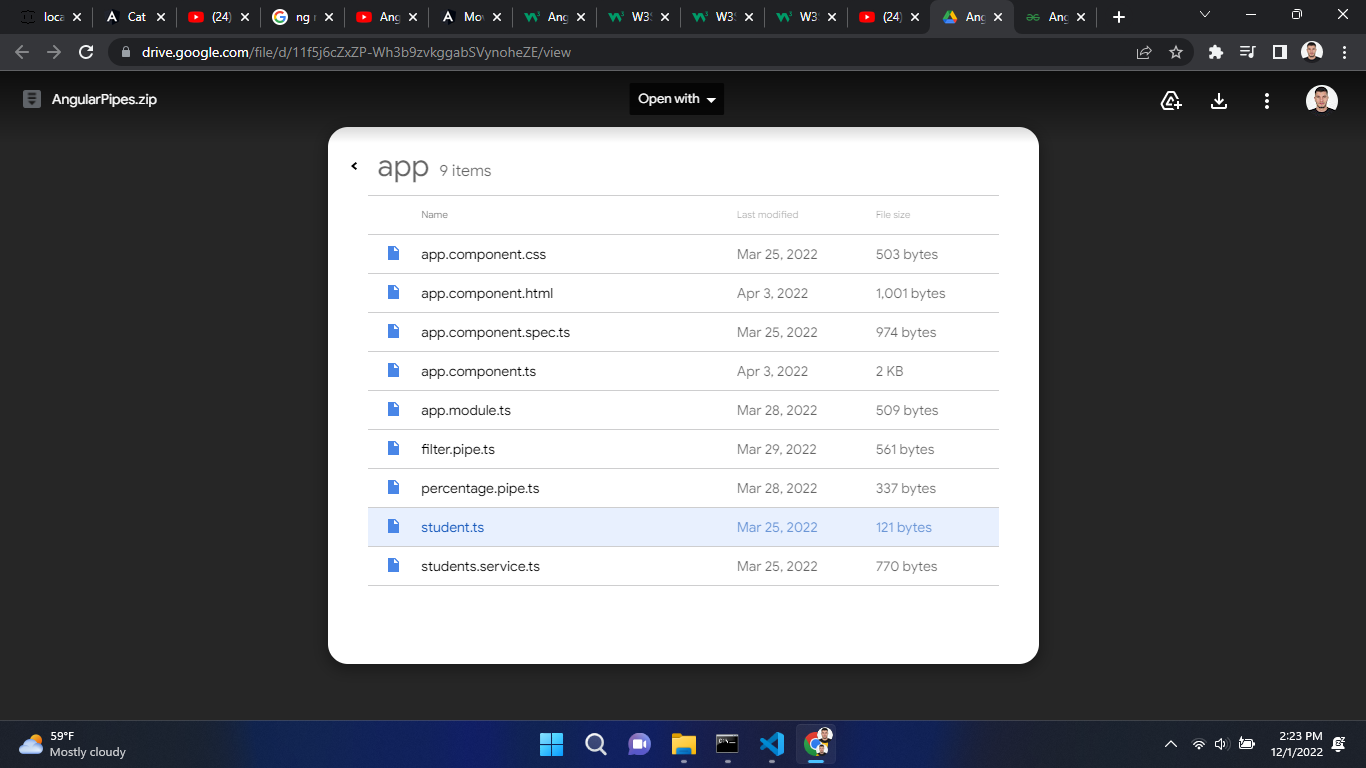 loca
Cat
(24)
ng r
Ang
Mov
Ang
W3S
W3S
W3S
(24)
Ang
Ang
drive.google.com/file/d/11f5j6cZxZP-Wh3b9zvkggabSVynoheZE/view
AngularPipes.zip
Open with
app 9 items
Name Last modified File size
app.component.css Mar 25, 2022 503 bytes
app.component.html Apr 3, 2022 1,001 bytes
app.component.spec.ts Mar 25, 2022 974 bytes
app.component.ts Apr 3, 2022 2 KB
app.module.ts Mar 28, 2022 509 bytes
filter.pipe.ts Mar 29, 2022 561 bytes
percentage.pipe.ts Mar 28, 2022 337 bytes
student.ts Mar 25, 2022 121 bytes
students.service.ts Mar 25, 2022 770 bytes
59°F
Mostly cloudy
2:23 PM
12/1/2022